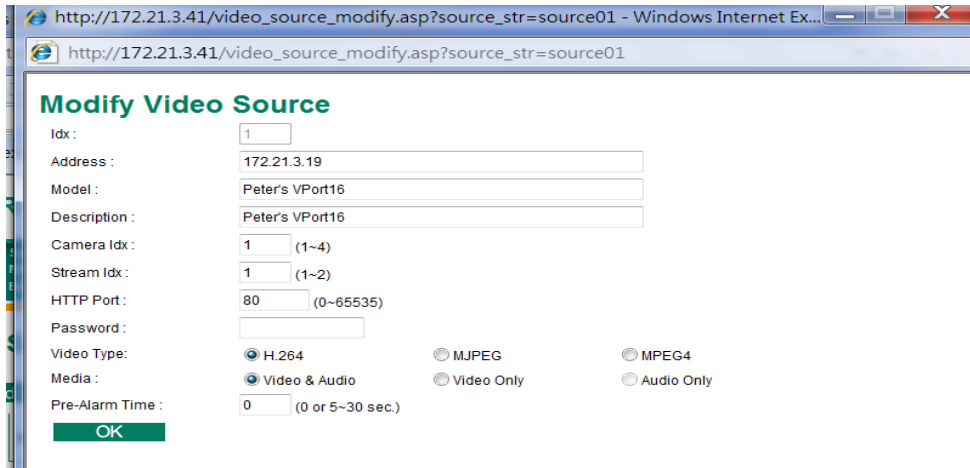 http://172.21.3.41/video_source_modify.asp?source_str=source01 - Windows Internet Ex...
http://172.21.3.41/video_source_modify.asp?source_str=source01
Modify Video Source
Idx : 1
Address : 172.21.3.19
Model : Peter's VPort16
Description : Peter's VPort16
Camera Idx : 1 (1~4)
Stream Idx : 1 (1~2)
HTTP Port : 80 (0~65535)
Password :
Video Type: H.264 MJPEG MPEG4
Media : Video & Audio Video Only Audio Only
Pre-Alarm Time : 0 (0 or 5~30 sec.)
OK